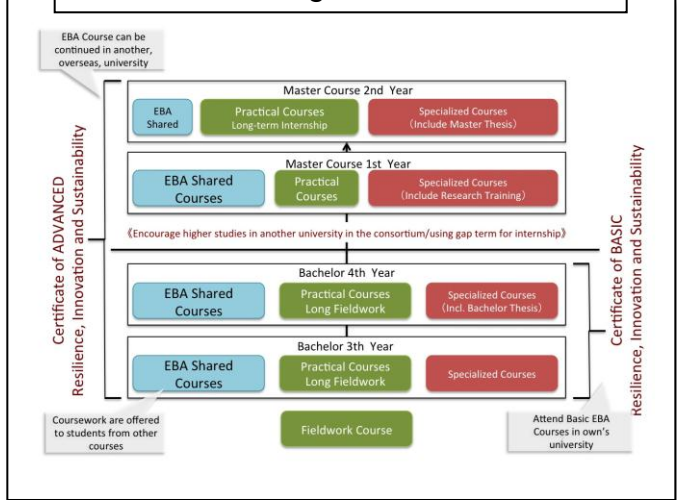 EBA Course can be
continued in another,
overseas, university
Master Course 2nd Year
EBA
Shared
Practical Courses
Long-term Internship
Specialized Courses
(Include Master Thesis)
Master Course 1st Year
EBA Shared
Courses
Practical
Courses
Specialized Courses
(Include Research Training)
《Encourage higher studies in another university in the consortium/using gap term for internship》
Bachelor 4th Year
EBA Shared
Courses
Practical Courses
Long Fieldwork
Specialized Courses
(Incl. Bachelor Thesis)
Bachelor 3th Year
EBA Shared
Courses
Practical Courses
Long Fieldwork
Specialized Courses
Fieldwork Course
Coursework are offered
to students from other
courses
Attend Basic EBA
Courses in own's
university
Certificate of ADVANCED
Resilience, Innovation and Sustainability
Certificate of BASIC
Resilience, Innovation and Sustainability